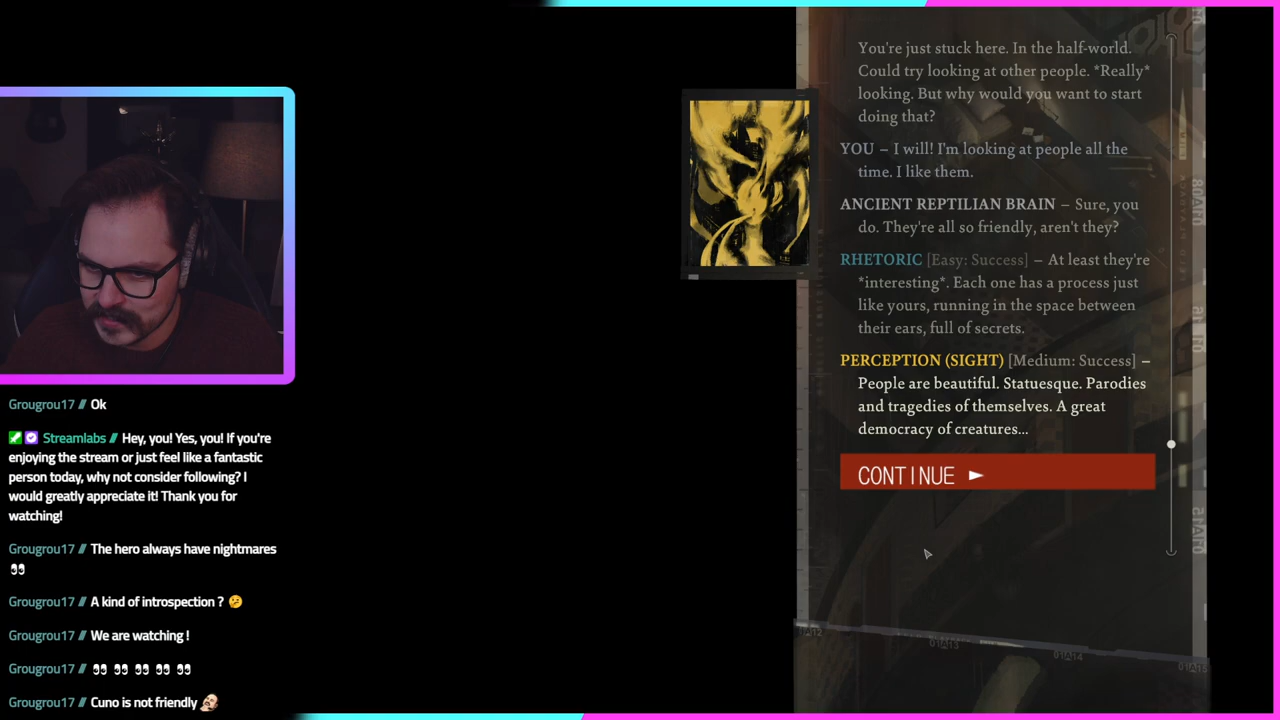 You're just stuck here. In the half-world.
Could try looking at other people. *Really*
looking. But why would you want to start
doing that?
YOU – I will! I'm looking at people all the
time. I like them.
ANCIENT REPTILIAN BRAIN – Sure, you
do. They're all so friendly, aren't they?
RHETORIC [Easy: Success] – At least they're
*interesting*. Each one has a process just
like yours, running in the space between
their ears, full of secrets.
PERCEPTION (SIGHT) [Medium: Success] –
People are beautiful. Statuesque. Parodies
and tragedies of themselves. A great
democracy of creatures...
CONTINUE ►
Grougrou17 // Ok
Streamlabs // Hey, you! Yes, you! If you're
enjoying the stream or just feel like a fantastic
person today, why not consider following? I
would greatly appreciate it! Thank you for
watching!
Grougrou17 // The hero always have nightmares
👀
Grougrou17 // A kind of introspection ? 🤔
Grougrou17 // We are watching !
Grougrou17 // 👀 👀 👀 👀 👀
Grougrou17 // Cuno is not friendly